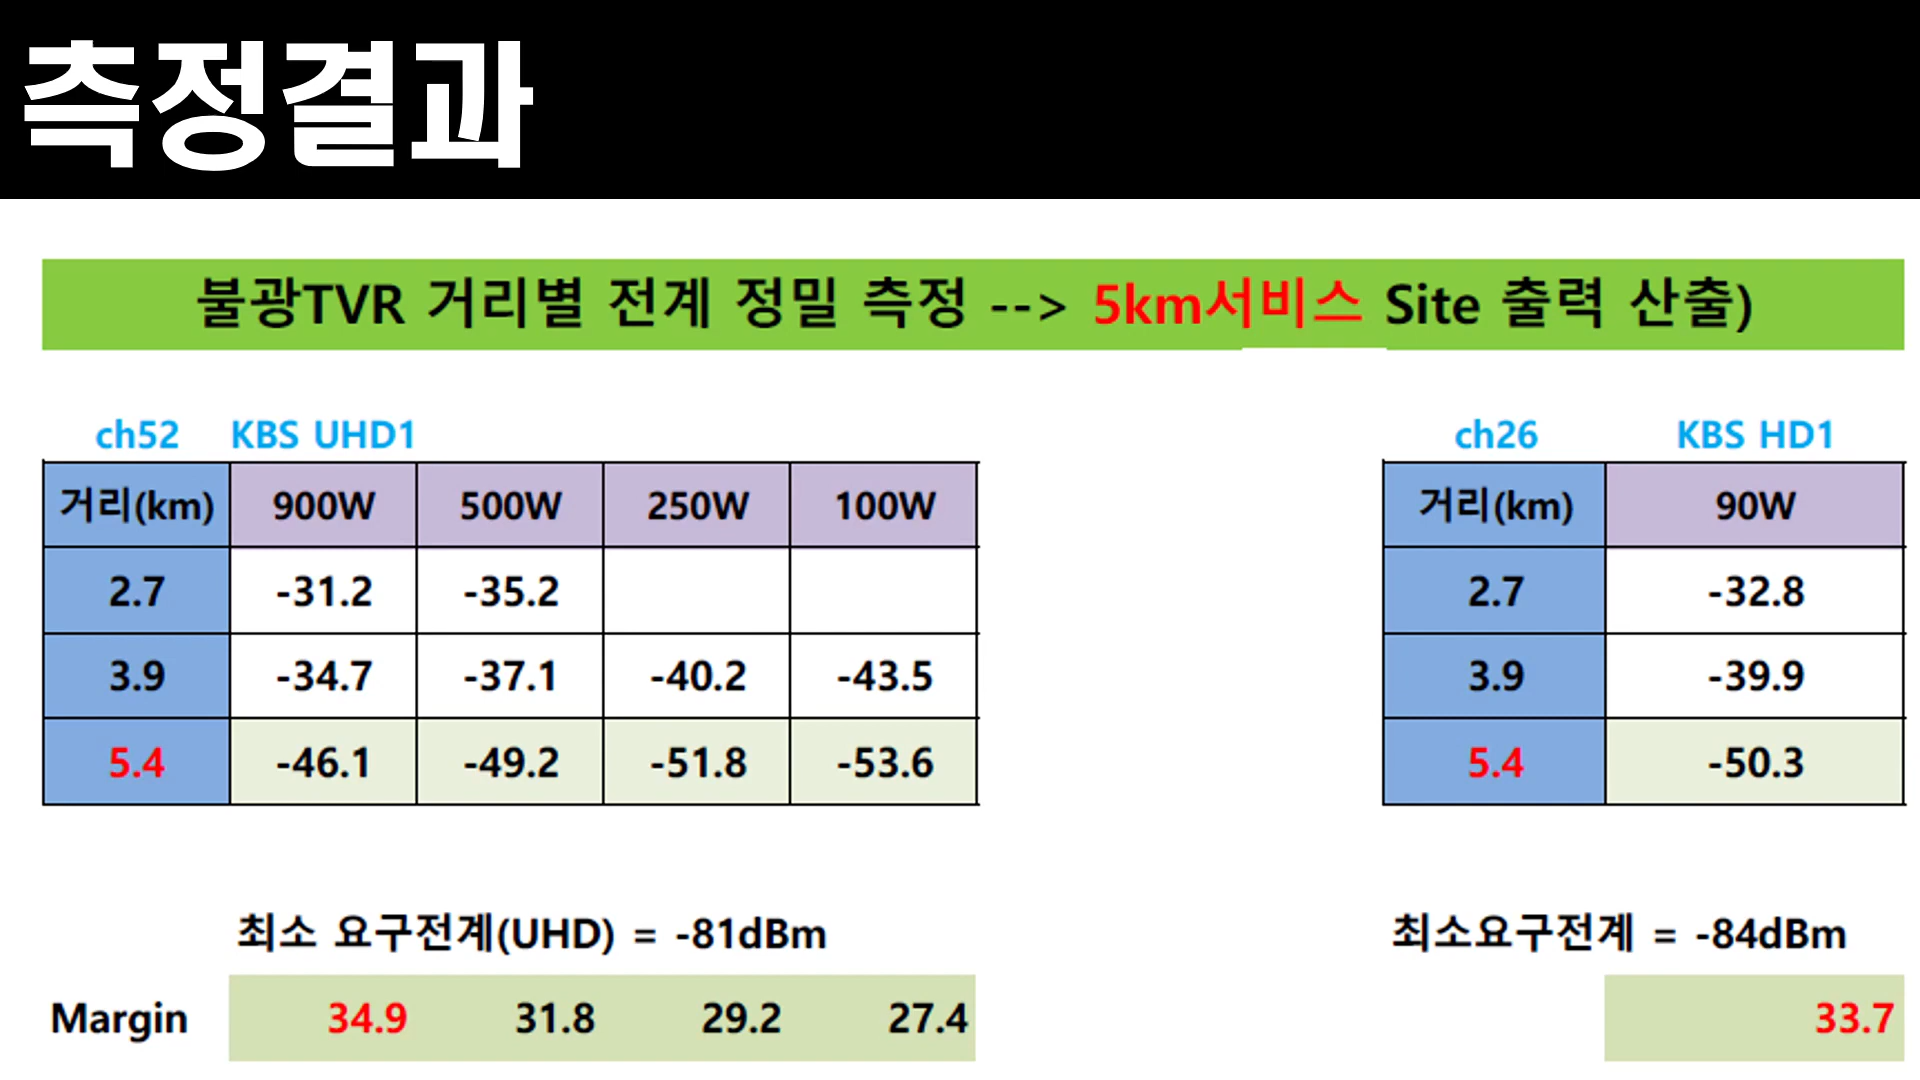 측정결과
불광TVR 거리별 전계 정밀 측정 --> 5km서비스 Site 출력 산출)
ch52 KBS UHD1
거리(km) 900W 500W 250W 100W
2.7 -31.2 -35.2
3.9 -34.7 -37.1 -40.2 -43.5
5.4 -46.1 -49.2 -51.8 -53.6
최소 요구전계(UHD) = -81dBm
Margin 34.9 31.8 29.2 27.4
ch26 KBS HD1
거리(km) 90W
2.7 -32.8
3.9 -39.9
5.4 -50.3
최소요구전계 = -84dBm
33.7